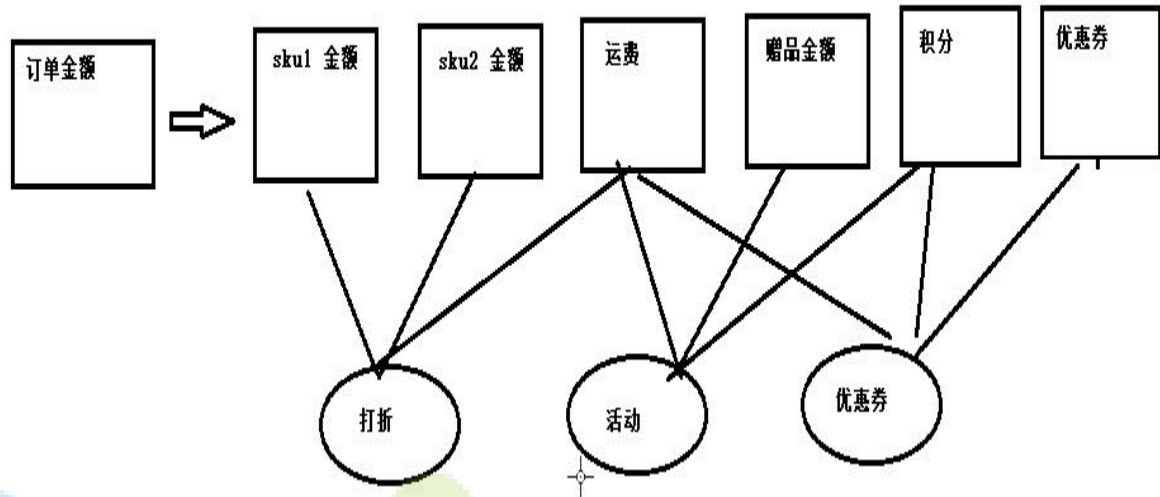 订单金额
sku1 金额
sku2 金额
运费
赠品金额
积分
优惠券
打折
活动
优惠券